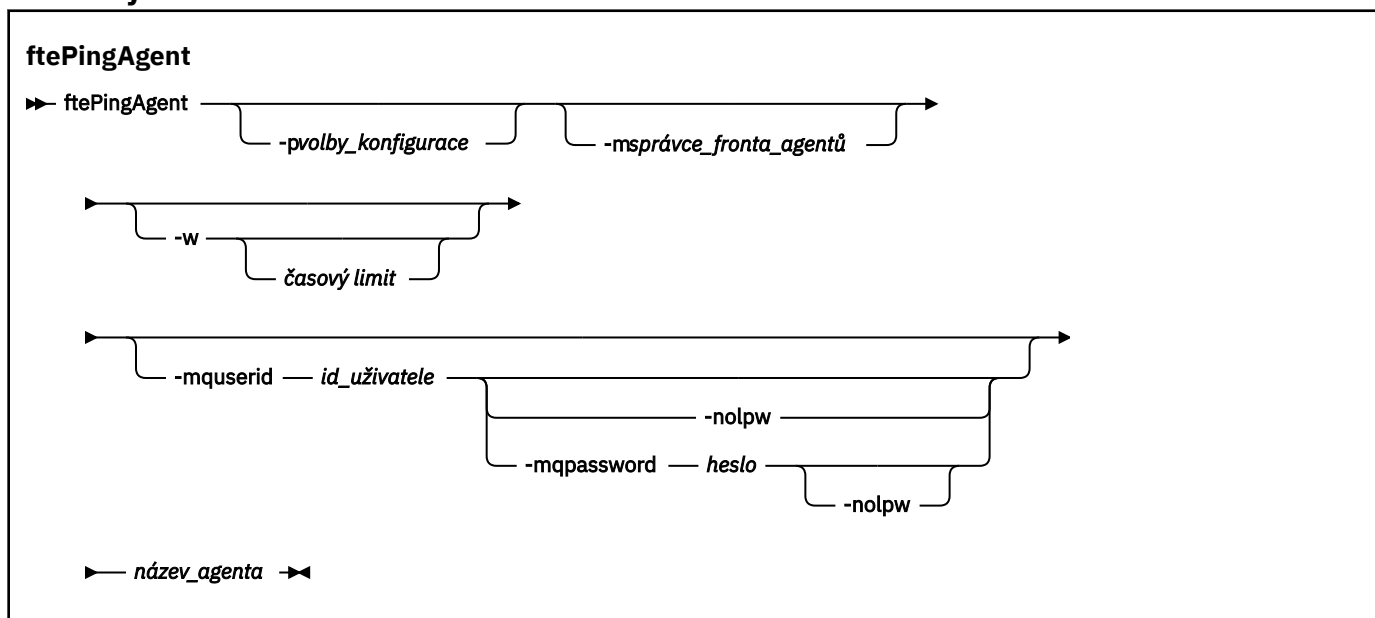 ftePingAgent
ftePingAgent
-pvolby_konfigurace
-msprávce_fronta_agentů
-w
časový limit
-mquserid id_uživatele
-nolpw
-mqpassword heslo
-nolpw
název_agenta